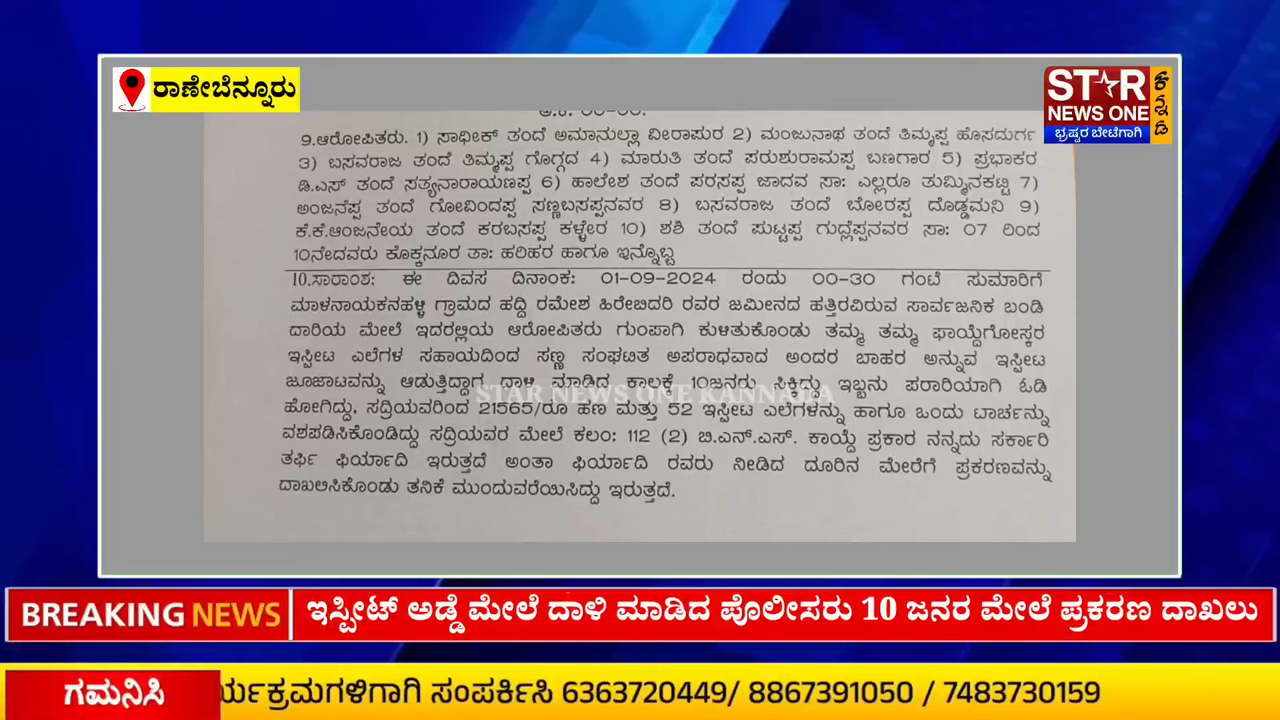 ರಾಣೇಬೆನ್ನೂರು
STAR
NEWS ONE
ಕನ್ನಡ
ಭ್ರಷ್ಟರ ಬೇಟೆಗಾಗಿ
9.ಆರೋಪಿತರು. 1) ಸಾಧೀಕ್ ತಂದೆ ಅಮಾನುಲ್ಲಾ ವೀರಾಪುರ 2) ಮಂಜುನಾಥ ತಂದೆ ತಿಮ್ಮಪ್ಪ ಹೊಸದುರ್ಗ
3) ಬಸವರಾಜ ತಂದೆ ತಿಮ್ಮಪ್ಪ ಗೊಗ್ಗದ 4) ಮಾರುತಿ ತಂದೆ ಪರುಶುರಾಮಪ್ಪ ಬಣಗಾರ 5) ಪ್ರಭಾಕರ
ಡಿ.ಎಸ್ ತಂದೆ ಸತ್ಯನಾರಾಯಣಪ್ಪ 6) ಹಾಲೇಶ ತಂದೆ ಪರಸಪ್ಪ ಜಾದವ ಸಾ: ಎಲ್ಲರೂ ತುಮ್ಮಿನಕಟ್ಟಿ 7)
ಅಂಜನೆಪ್ಪ ತಂದೆ ಗೋವಿಂದಪ್ಪ ಸಣ್ಣಬಸಪ್ಪನವರ 8) ಬಸವರಾಜ ತಂದೆ ಬೋರಪ್ಪ ದೊಡ್ಡಮನಿ 9)
ಕೆ.ಕೆ.ಆಂಜನೇಯ ತಂದೆ ಕರಬಸಪ್ಪ ಕಳ್ಳೇರ 10) ಶಶಿ ತಂದೆ ಪುಟ್ಟಪ್ಪ ಗುದ್ಲೆಪ್ಪನವರ ಸಾ: 07 ರಿಂದ
10ನೇದವರು ಕೊಕ್ಕನೂರ ತಾ: ಹರಿಹರ ಹಾಗೂ ಇನ್ನೊಬ್ಬ
10.ಸಾರಾಂಶ: ಈ ದಿವಸ ದಿನಾಂಕ: 01-09-2024 ರಂದು 00-30 ಗಂಟೆ ಸುಮಾರಿಗೆ
ಮಾಳನಾಯಕನಹಳ್ಳಿ ಗ್ರಾಮದ ಹದ್ದಿ ರಮೇಶ ಹಿರೇಬಿದರಿ ರವರ ಜಮೀನದ ಹತ್ತಿರವಿರುವ ಸಾರ್ವಜನಿಕ ಬಂಡಿ
ದಾರಿಯ ಮೇಲೆ ಇದರಲ್ಲಿಯ ಆರೋಪಿತರು ಗುಂಪಾಗಿ ಕುಳಿತುಕೊಂಡು ತಮ್ಮ ತಮ್ಮ ಫಾಯ್ದೆಗೋಸ್ಕರ
ಇಸ್ಪೀಟ ಎಲೆಗಳ ಸಹಾಯದಿಂದ ಸಣ್ಣ ಸಂಘಟಿತ ಅಪರಾಧವಾದ ಅಂದರ ಬಾಹರ ಅನ್ನುವ ಇಸ್ಪೀಟ
ಜೂಜಾಟವನ್ನು ಆಡುತ್ತಿದ್ದಾಗ ದಾಳಿ ಮಾಡಿದ ಕಾಲಕ್ಕೆ 10ಜನರು ಸಿಕ್ಕಿದ್ದು ಇಬ್ಬನು ಪರಾರಿಯಾಗಿ ಓಡಿ
STAR NEWS ONE KANNADA
ಹೋಗಿದ್ದು, ಸದ್ರಿಯವರಿಂದ 21565/ರೂ ಹಣ ಮತ್ತು 52 ಇಸ್ಪೀಟ ಎಲೆಗಳನ್ನು ಹಾಗೂ ಒಂದು ಟಾರ್ಚನ್ನು
ವಶಪಡಿಸಿಕೊಂಡಿದ್ದು ಸದ್ರಿಯವರ ಮೇಲೆ ಕಲಂ: 112 (2) ಬಿ.ಎನ್.ಎಸ್. ಕಾಯ್ದೆ ಪ್ರಕಾರ ನನ್ನದು ಸರ್ಕಾರಿ
ತರ್ಫಿ ಫಿರ್ಯಾದಿ ಇರುತ್ತದೆ ಅಂತಾ ಫಿರ್ಯಾದಿ ರವರು ನೀಡಿದ ದೂರಿನ ಮೇರೆಗೆ ಪ್ರಕರಣವನ್ನು
ದಾಖಲಿಸಿಕೊಂಡು ತನಿಕೆ ಮುಂದುವರೆಯಿಸಿದ್ದು ಇರುತ್ತದೆ.
BREAKING NEWS ಇಸ್ಪೀಟ್ ಅಡ್ಡೆ ಮೇಲೆ ದಾಳಿ ಮಾಡಿದ ಪೊಲೀಸರು 10 ಜನರ ಮೇಲೆ ಪ್ರಕರಣ ದಾಖಲು
ಗಮನಿಸಿ ರ್ಯಕ್ರಮಗಳಿಗಾಗಿ ಸಂಪರ್ಕಿಸಿ 6363720449/ 8867391050 / 7483730159